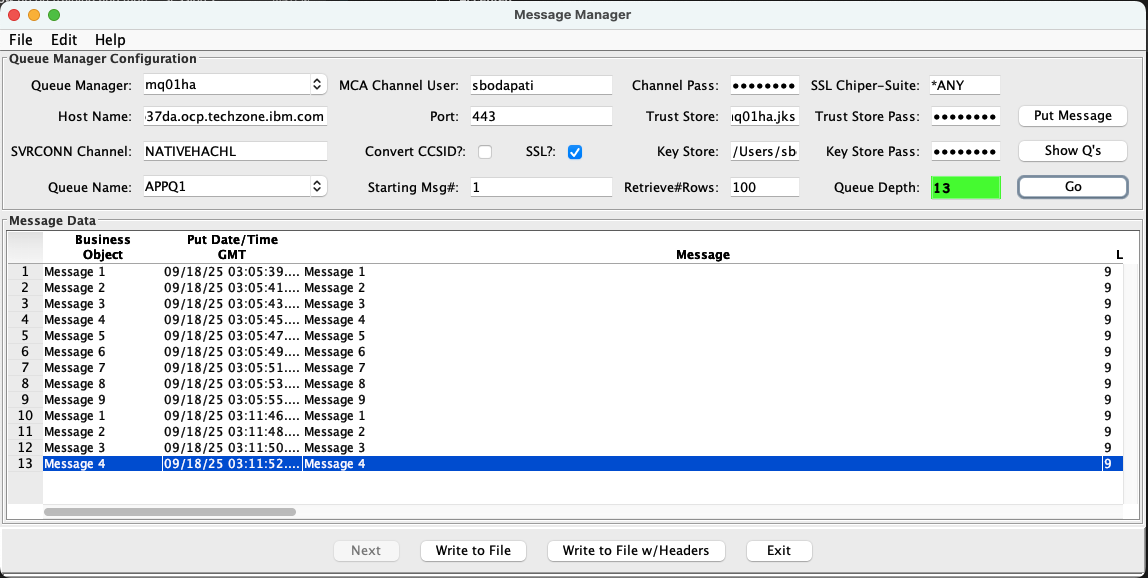 Message Manager
File Edit Help
Queue Manager Configuration
Queue Manager: mq01ha MCA Channel User: sbodapati Channel Pass: •••••••• SSL Chiper-Suite: *ANY
Host Name: 37da.ocp.techzone.ibm.com Port: 443 Trust Store: q01ha.jks Trust Store Pass: •••••••• Put Message
SVRCONN Channel: NATIVEHACHL Convert CCSID?: SSL?: Key Store: /Users/sb Key Store Pass: •••••••• Show Q's
Queue Name: APPQ1 Starting Msg#: 1 Retrieve#Rows: 100 Queue Depth: 13 Go
Message Data
Business Object Put Date/Time GMT Message L
1 Message 1 09/18/25 03:05:39.... Message 1 9
2 Message 2 09/18/25 03:05:41.... Message 2 9
3 Message 3 09/18/25 03:05:43.... Message 3 9
4 Message 4 09/18/25 03:05:45.... Message 4 9
5 Message 5 09/18/25 03:05:47.... Message 5 9
6 Message 6 09/18/25 03:05:49.... Message 6 9
7 Message 7 09/18/25 03:05:51.... Message 7 9
8 Message 8 09/18/25 03:05:53.... Message 8 9
9 Message 9 09/18/25 03:05:55.... Message 9 9
10 Message 1 09/18/25 03:11:46.... Message 1 9
11 Message 2 09/18/25 03:11:48.... Message 2 9
12 Message 3 09/18/25 03:11:50.... Message 3 9
13 Message 4 09/18/25 03:11:52.... Message 4 9
Next Write to File Write to File w/Headers Exit